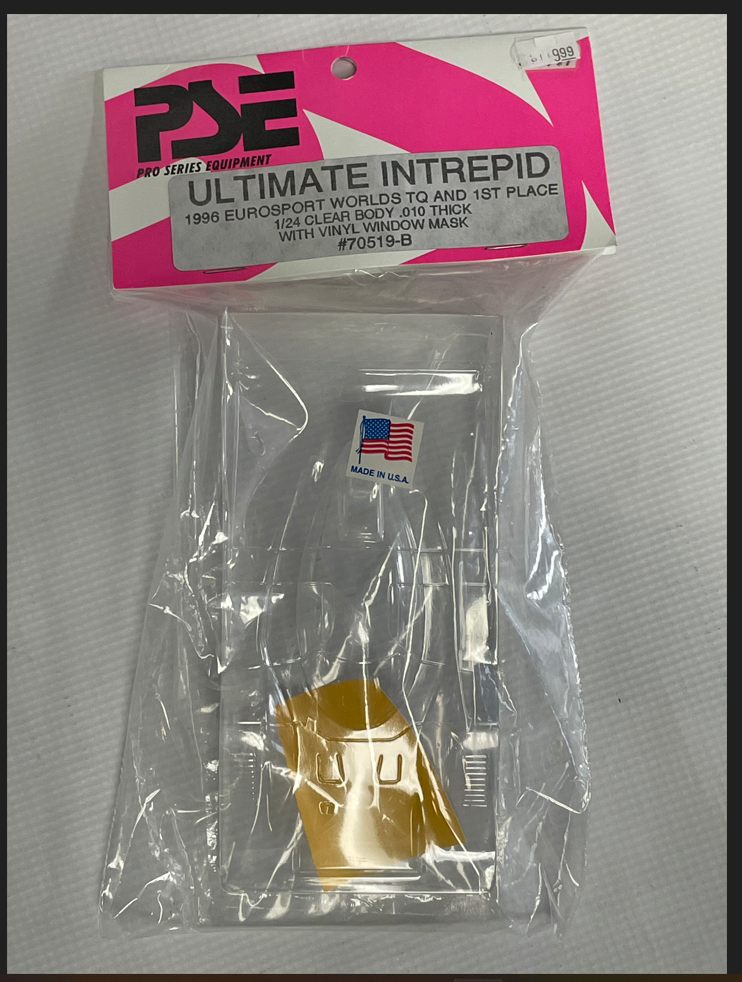 999
PSE
PRO SERIES EQUIPMENT
ULTIMATE INTREPID
1996 EUROSPORT WORLDS TQ AND 1ST PLACE
1/24 CLEAR BODY .010 THICK
WITH VINYL WINDOW MASK
#70519-B
MADE IN U.S.A.